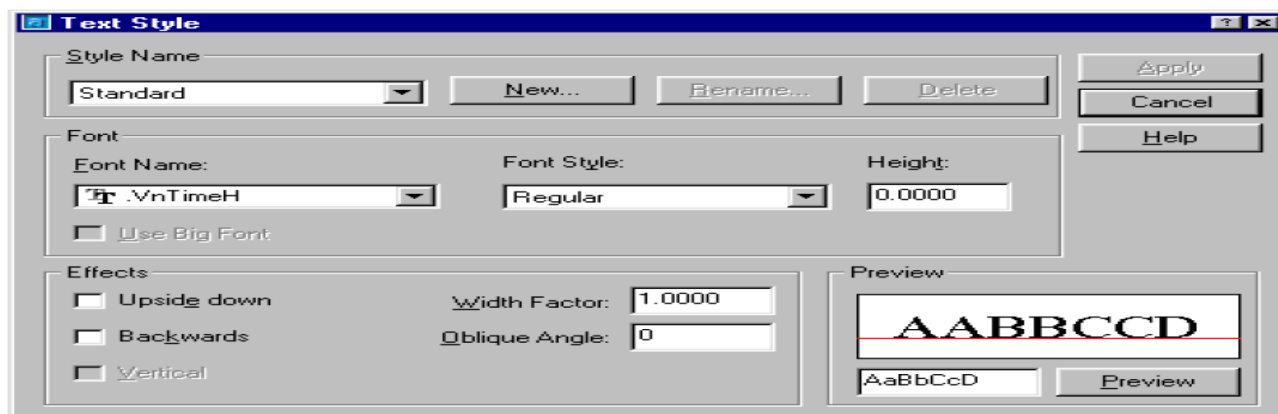 Text Style
Style Name
Standard
New...
Rename...
Delete
Apply
Cancel
Help
Font
Font Name:
Font Style:
Height:
.VnTimeH
Regular
0.0000
Use Big Font
Effects
Upside down
Width Factor:
1.0000
Backwards
Oblique Angle:
0
Vertical
Preview
AABBCCD
AaBbCcD
Preview